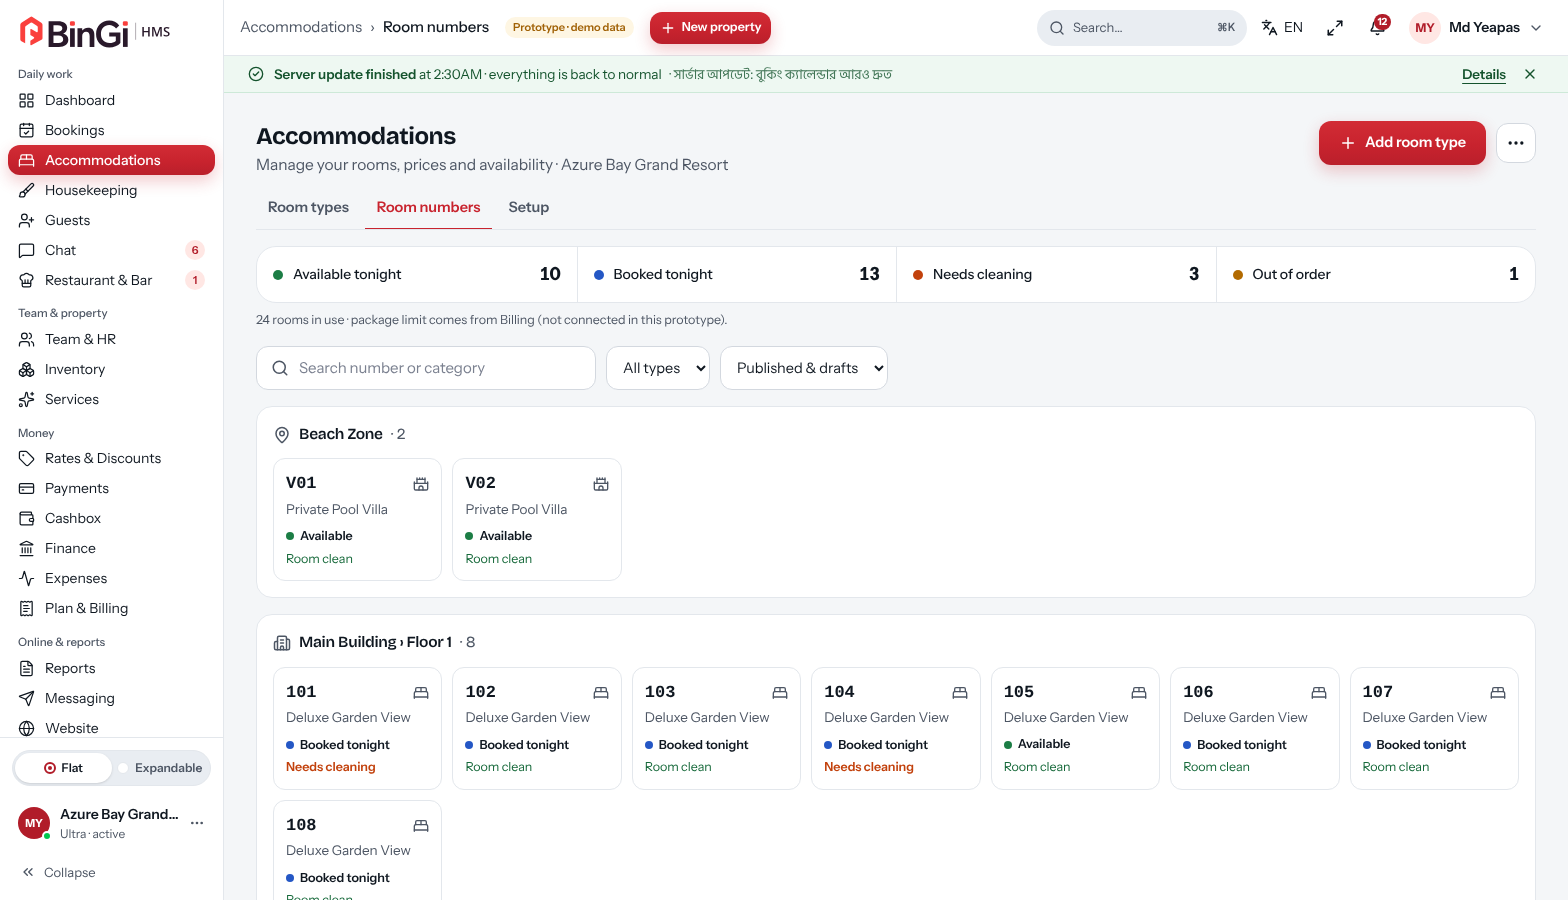 BinGi | HMS
Daily work
Dashboard
Bookings
Accommodations
Housekeeping
Guests
Chat 6
Restaurant & Bar 1
Team & property
Team & HR
Inventory
Services
Money
Rates & Discounts
Payments
Cashbox
Finance
Expenses
Plan & Billing
Online & reports
Reports
Messaging
Website
Flat Expandable
MY Azure Bay Grand...
Ultra · active
Collapse
Accommodations › Room numbers Prototype · demo data + New property Search... ⌘K EN 12 MY Md Yeapas
Server update finished at 2:30AM · everything is back to normal · সার্ভার আপডেট: বুকিং ক্যালেন্ডার আরও দ্রুত Details
Accommodations
Manage your rooms, prices and availability · Azure Bay Grand Resort
+ Add room type
Room types Room numbers Setup
Available tonight 10 Booked tonight 13 Needs cleaning 3 Out of order 1
24 rooms in use · package limit comes from Billing (not connected in this prototype).
Search number or category All types Published & drafts
Beach Zone · 2
V01 V02
Private Pool Villa Private Pool Villa
Available Available
Room clean Room clean
Main Building › Floor 1 · 8
101 102 103 104 105 106 107
Deluxe Garden View Deluxe Garden View Deluxe Garden View Deluxe Garden View Deluxe Garden View Deluxe Garden View Deluxe Garden View
Booked tonight Booked tonight Booked tonight Booked tonight Available Booked tonight Booked tonight
Needs cleaning Room clean Room clean Needs cleaning Room clean Room clean Room clean
108
Deluxe Garden View
Booked tonight
Room clean